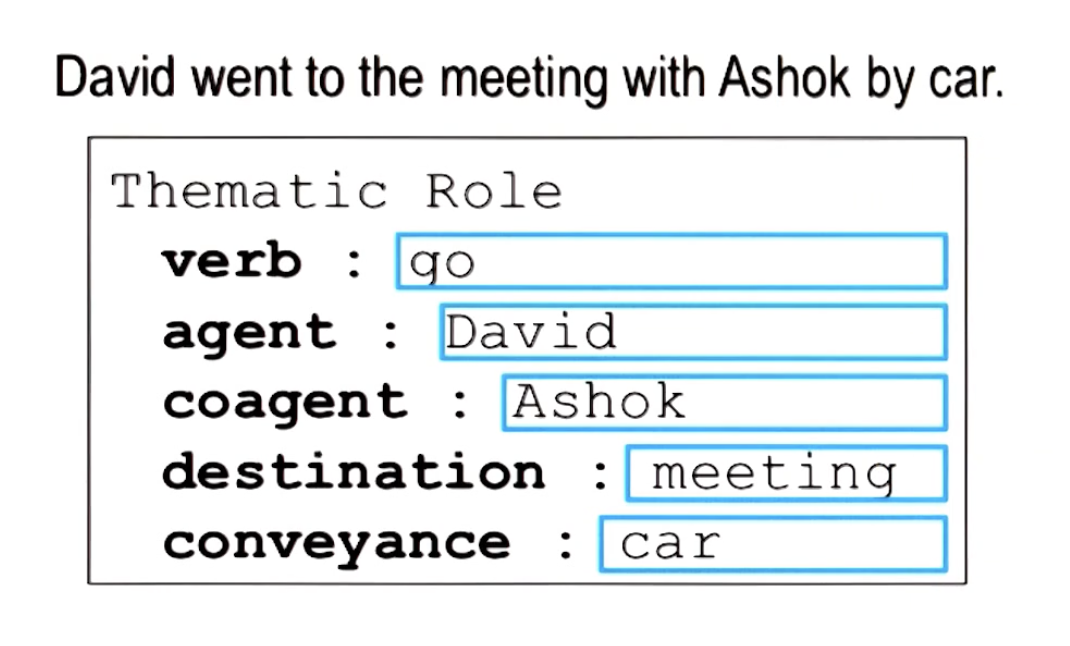 David went to the meeting with Ashok by car.
Thematic Role
verb : go
agent : David
coagent : Ashok
destination : meeting
conveyance : car